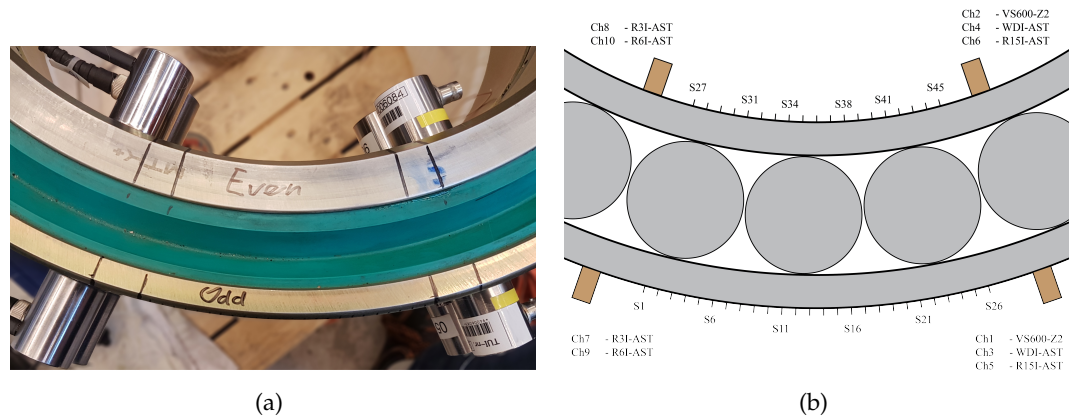 Even
Odd
(a)
Ch8 - R3I-AST
Ch10 - R6I-AST
Ch2 - VS600-Z2
Ch4 - WDI-AST
Ch6 - R15I-AST
S27
S31
S34
S38
S41
S45
S1
S6
S11
S16
S21
S26
Ch7 - R3I-AST
Ch9 - R6I-AST
Ch1 - VS600-Z2
Ch3 - WDI-AST
Ch5 - R15I-AST
(b)